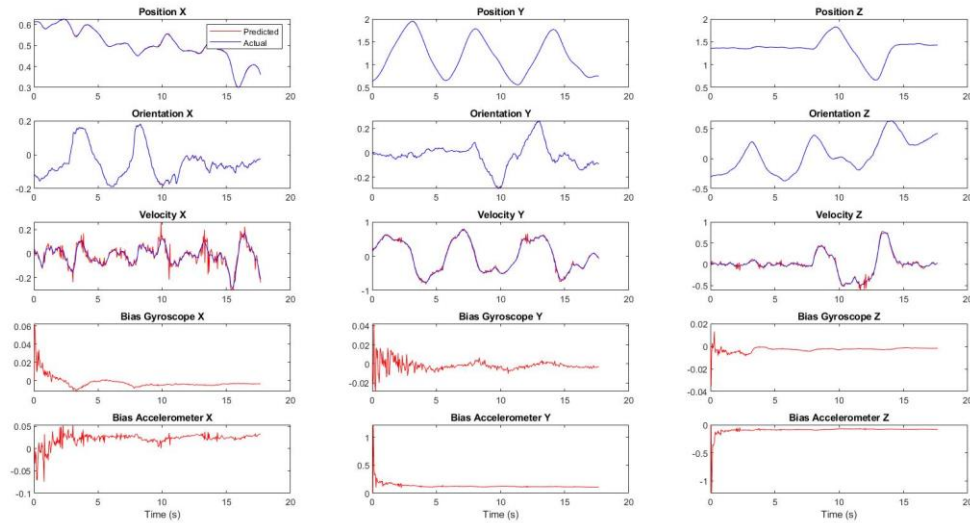 Position X
Position Y
Position Z
0.6
0.5
0.4
0.3
Predicted
Actual
0 5 10 15 20
2
1.5
1
0.5
0 5 10 15 20
2
1.5
1
0.5
0 5 10 15 20
Orientation X
Orientation Y
Orientation Z
0.2
0
-0.2
0 5 10 15 20
0.2
0
-0.2
0 5 10 15 20
0.5
0
-0.5
0 5 10 15 20
Velocity X
Velocity Y
Velocity Z
0.2
0
-0.2
0 5 10 15 20
1
0
-1
0 5 10 15 20
1
0.5
0
-0.5
0 5 10 15 20
Bias Gyroscope X
Bias Gyroscope Y
Bias Gyroscope Z
0.06
0.04
0.02
0
0 5 10 15 20
0.04
0.02
0
-0.02
0 5 10 15 20
0.02
0
-0.02
-0.04
0 5 10 15 20
Bias Accelerometer X
Bias Accelerometer Y
Bias Accelerometer Z
0.05
0
-0.05
-0.1
0 5 10 15 20
Time (s)
1
0.5
0
0 5 10 15 20
Time (s)
0
-0.5
-1
0 5 10 15 20
Time (s)